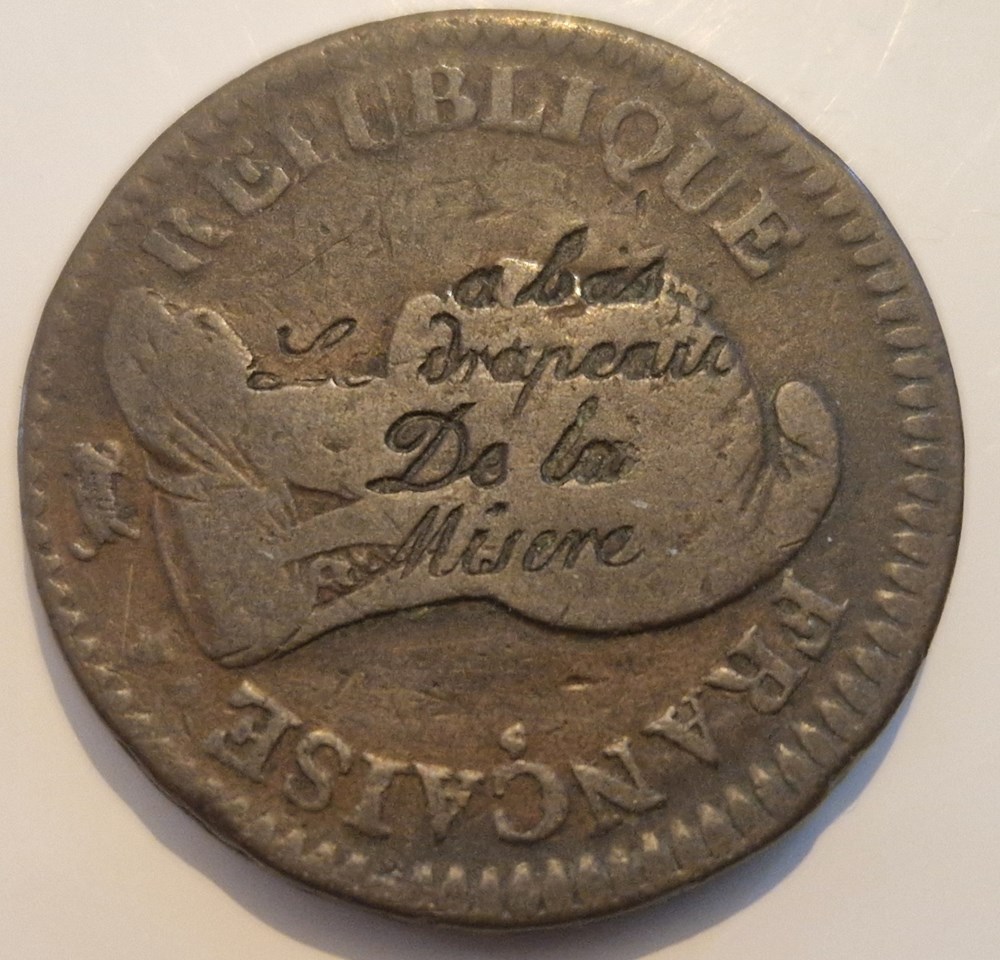 REPUBLIQUE
a bas
Le drapeau
De la
Misere
FRANÇAISE